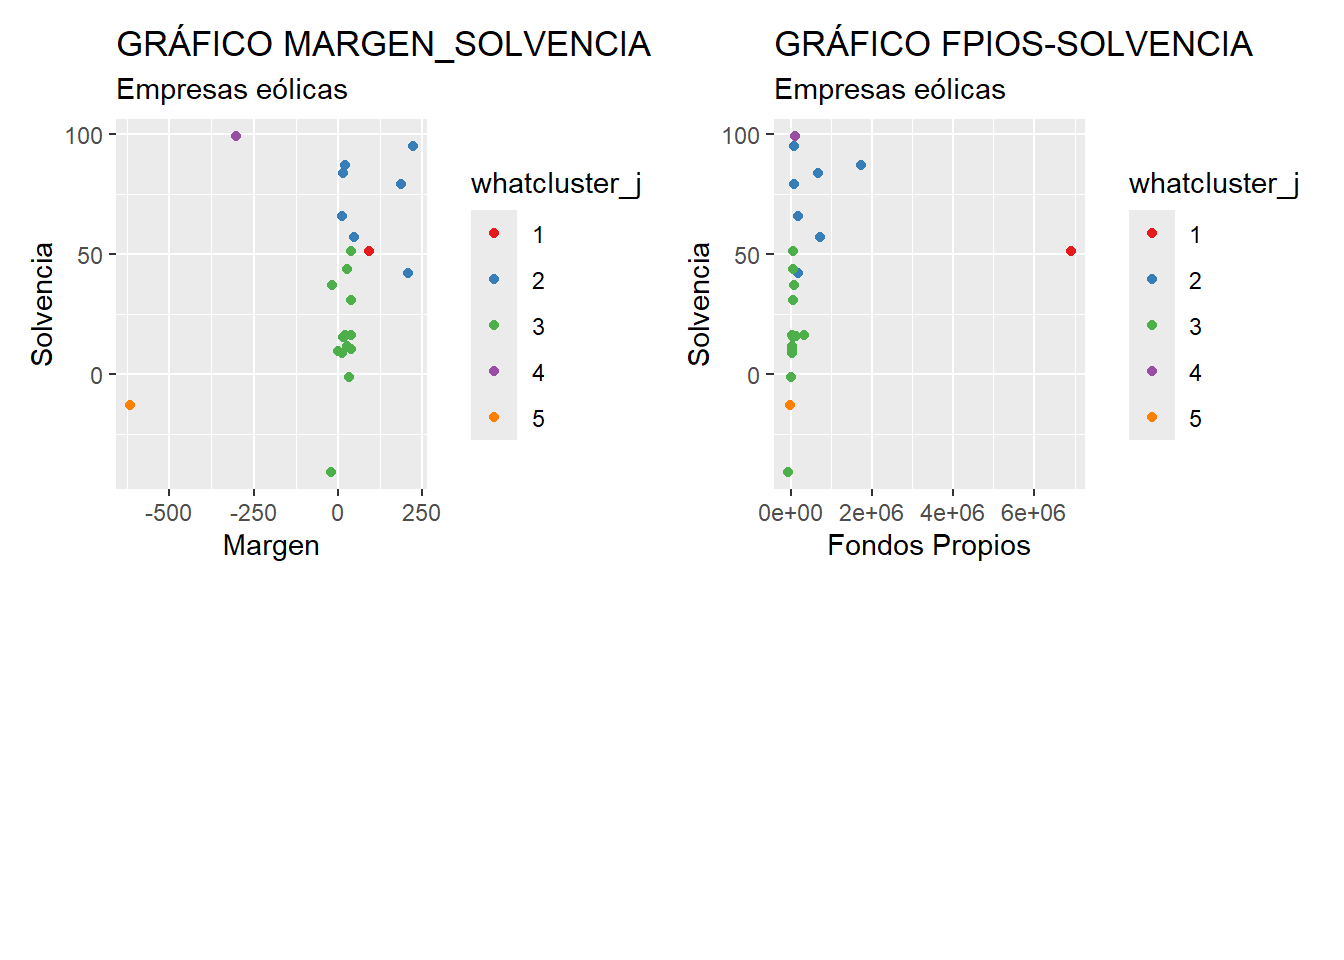 GRÁFICO MARGEN_SOLVENCIA
Empresas eólicas
100
50
0
Solvencia
-500 -250 0 250
Margen
whatcluster_j
1
2
3
4
5
GRÁFICO FPIOS-SOLVENCIA
Empresas eólicas
100
50
0
Solvencia
0e+00 2e+06 4e+06 6e+06
Fondos Propios
whatcluster_j
1
2
3
4
5